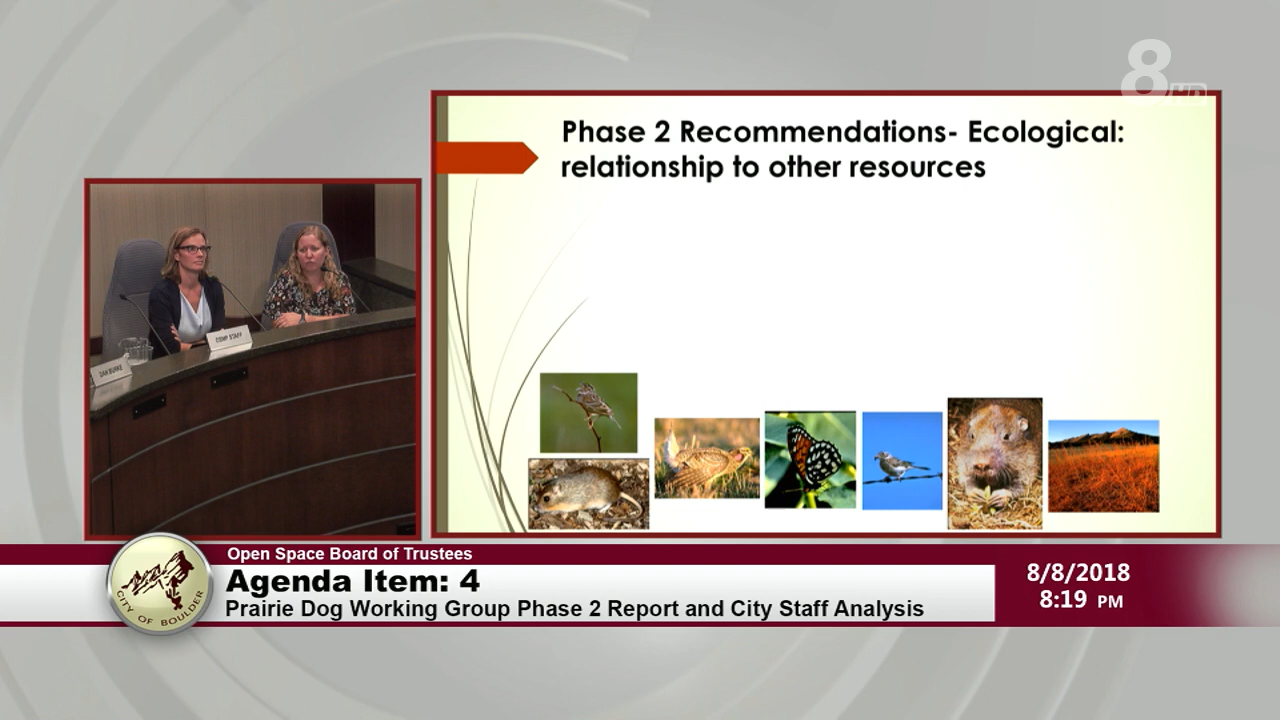 8
HD
Phase 2 Recommendations- Ecological:
relationship to other resources
OSMP STAFF
DAN BURKE
Open Space Board of Trustees
Agenda Item: 4
Prairie Dog Working Group Phase 2 Report and City Staff Analysis
CITY OF BOULDER
8/8/2018
8:19 PM